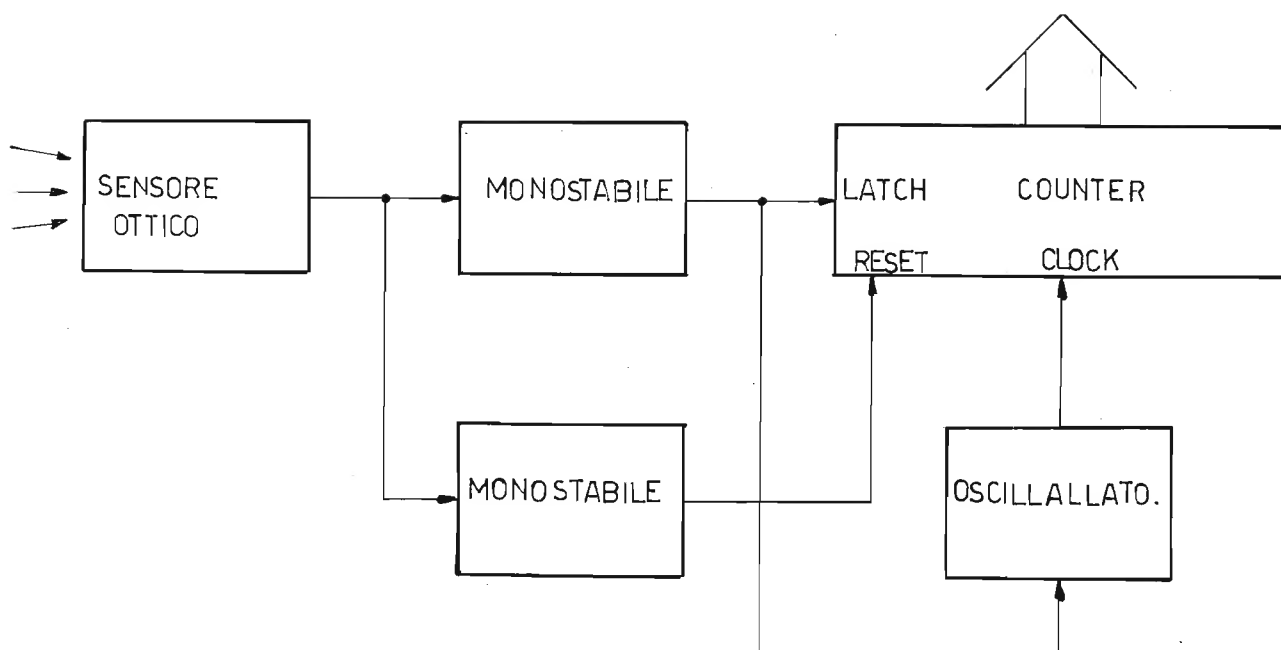 SENSORE
OTTICO
MONOSTABILE
LATCH COUNTER
RESET CLOCK
MONOSTABILE
OSCILLALLATO.